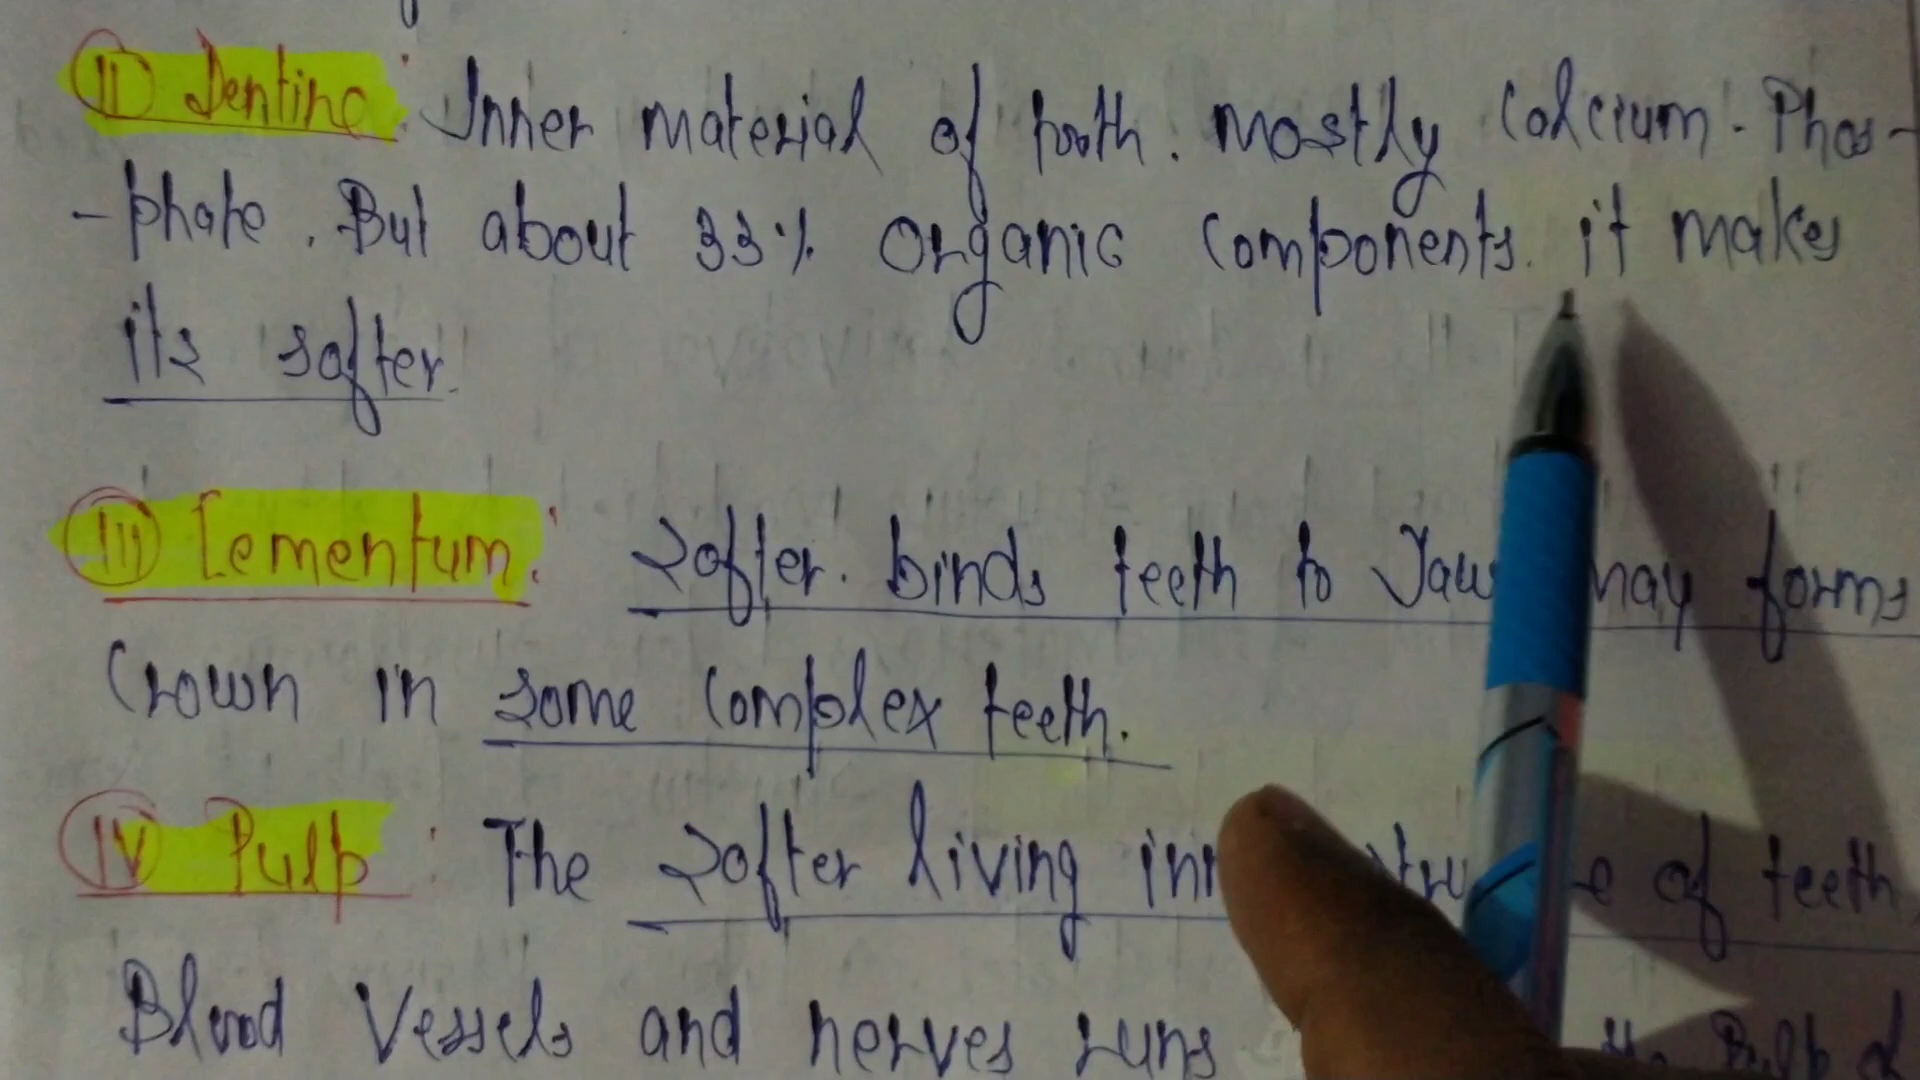 II Dentine: Inner material of tooth. mostly Calcium-Phos-
-phate. But about 33% organic components. it makes
its softer.
III Cementum: Softer. binds teeth to Jaw may forms
Crown in some complex teeth.
IV Pulp: The softer living of teeth,
Blood Vessels and nerves runs Pulp